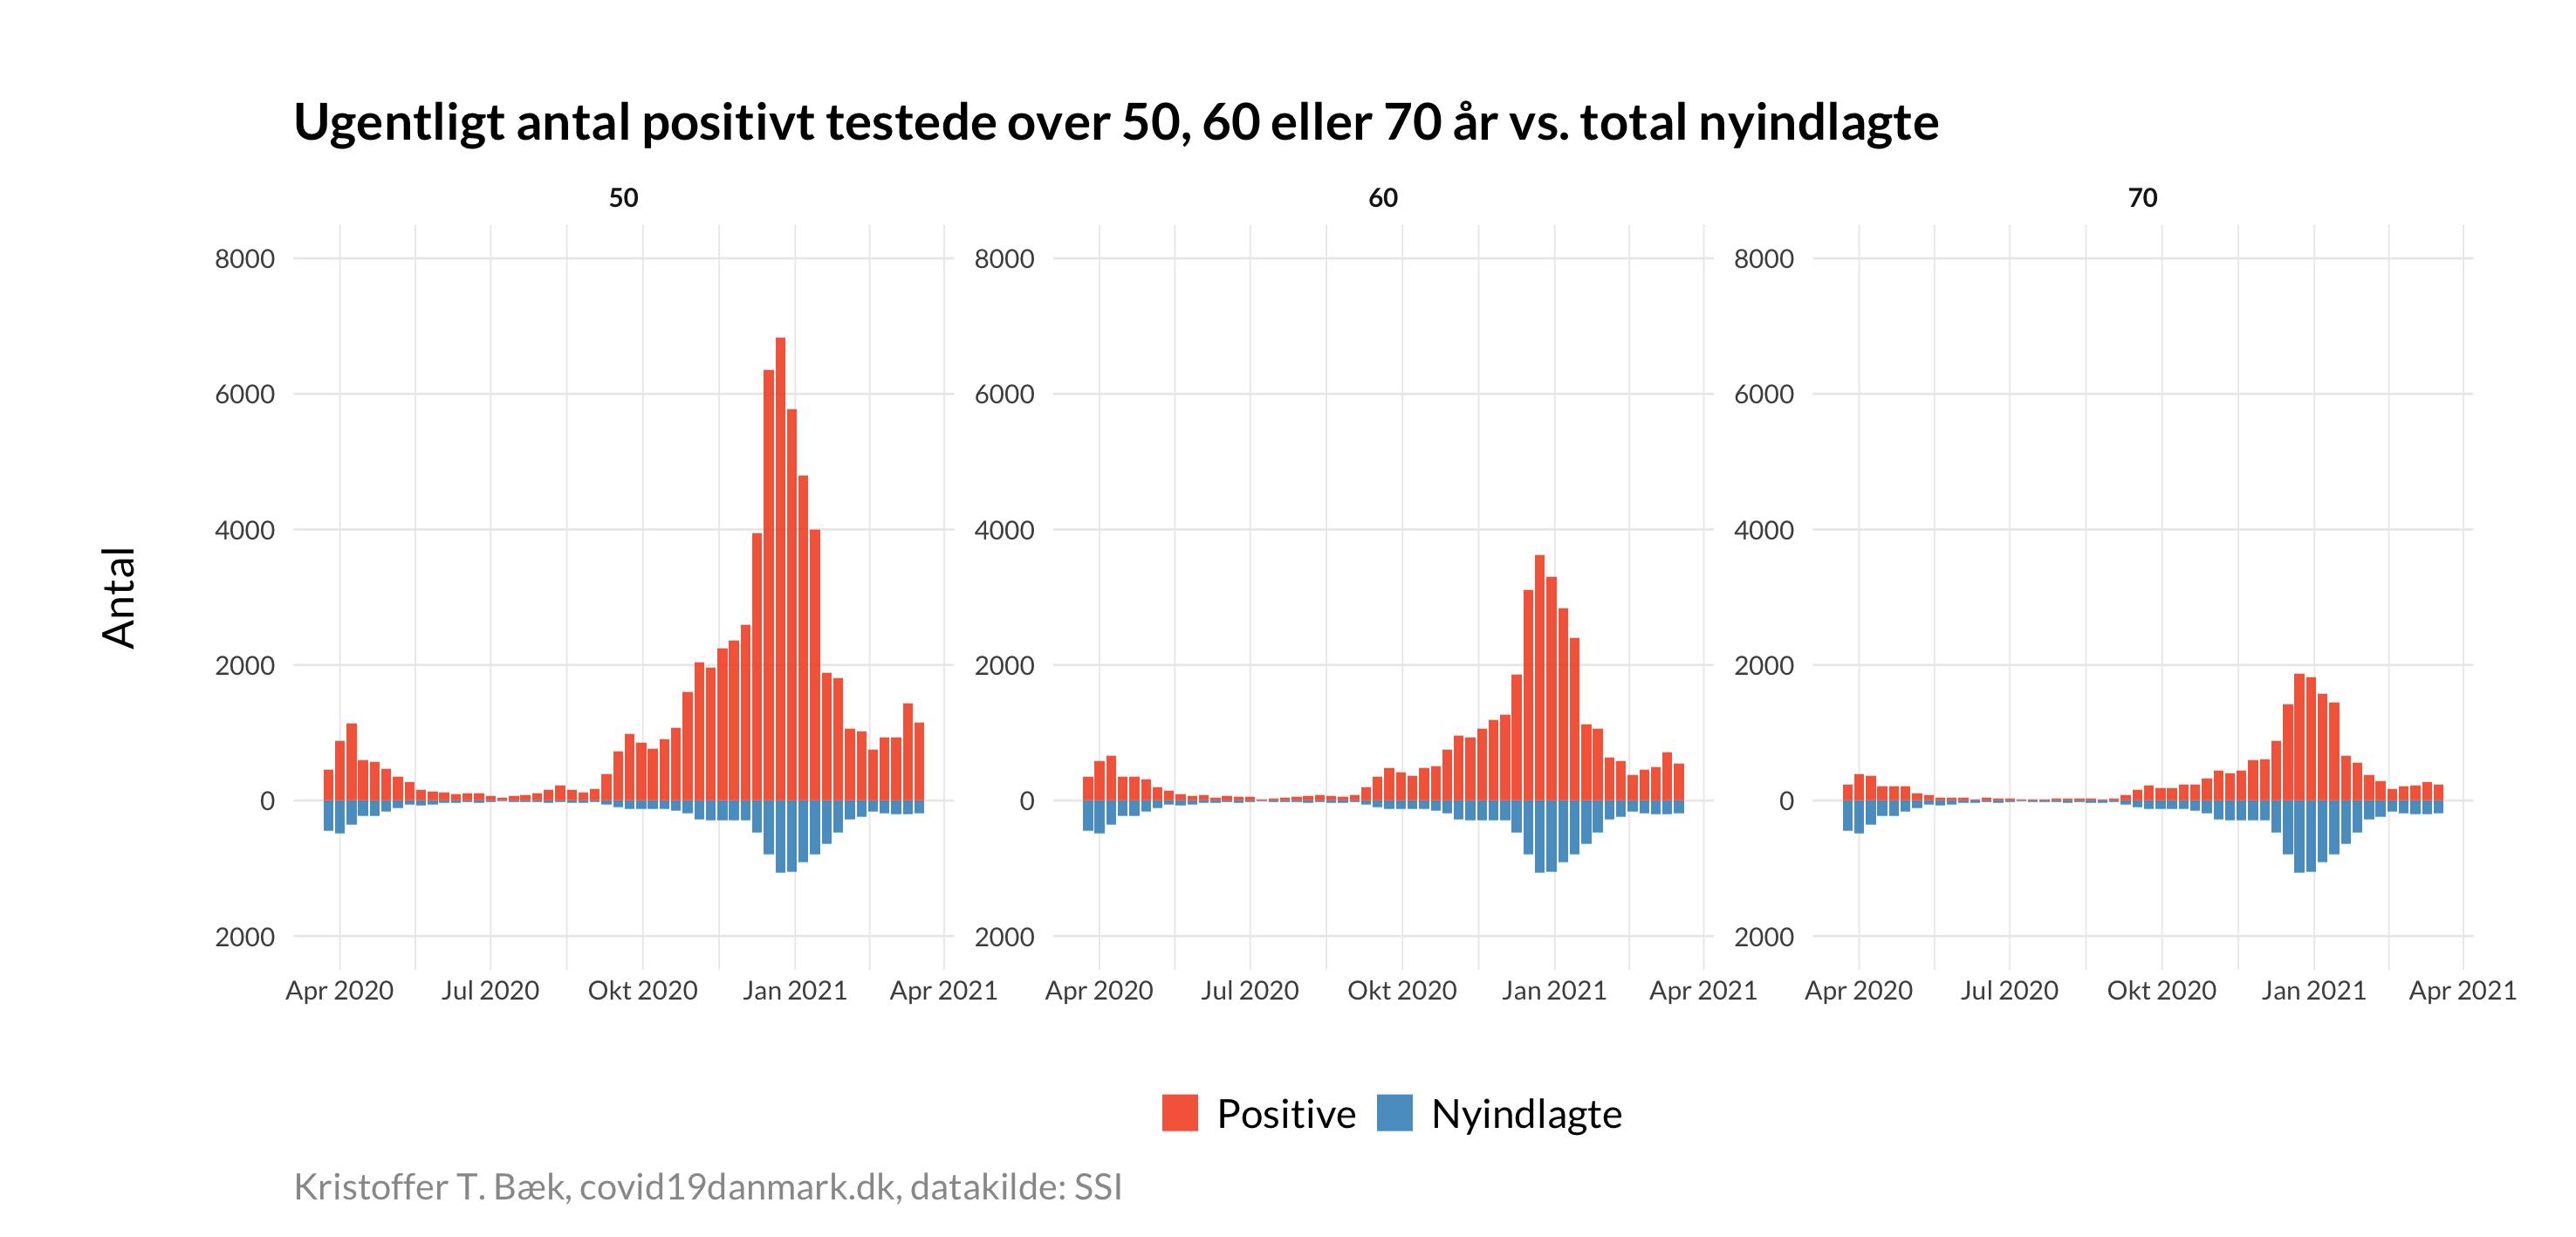 Ugentligt antal positivt testede over 50, 60 eller 70 år vs. total nyindlagte
50 60 70
8000 8000 8000
6000 6000 6000
4000 4000 4000
Antal
2000 2000 2000
0 0 0
2000 2000 2000
Apr 2020 Jul 2020 Okt 2020 Jan 2021 Apr 2021 Apr 2020 Jul 2020 Okt 2020 Jan 2021 Apr 2021 Apr 2020 Jul 2020 Okt 2020 Jan 2021 Apr 2021
Positive Nyindlagte
Kristoffer T. Bæk, covid19danmark.dk, datakilde: SSI